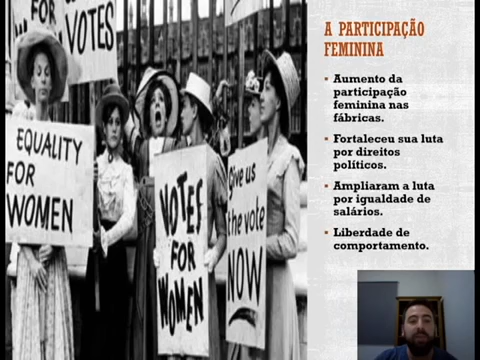 FOR
WOMEN
VOTES
EQUALITY
FOR
WOMEN
VOTES
FOR
WOMEN
Give us
the vote
NOW
A PARTICIPAÇÃO
FEMININA
Aumento da
participação
feminina nas
fábricas.
Fortaleceu sua luta
por direitos
políticos.
Ampliaram a luta
por igualdade de
salários.
Liberdade de
comportamento.